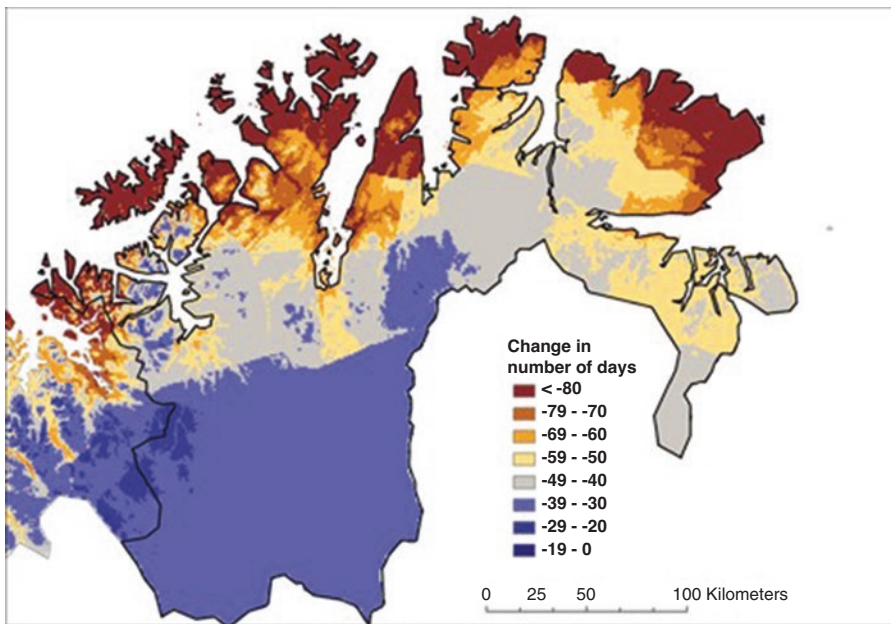 Change in
number of days
< -80
-79 - -70
-69 - -60
-59 - -50
-49 - -40
-39 - -30
-29 - -20
-19 - 0
0 25 50 100 Kilometers